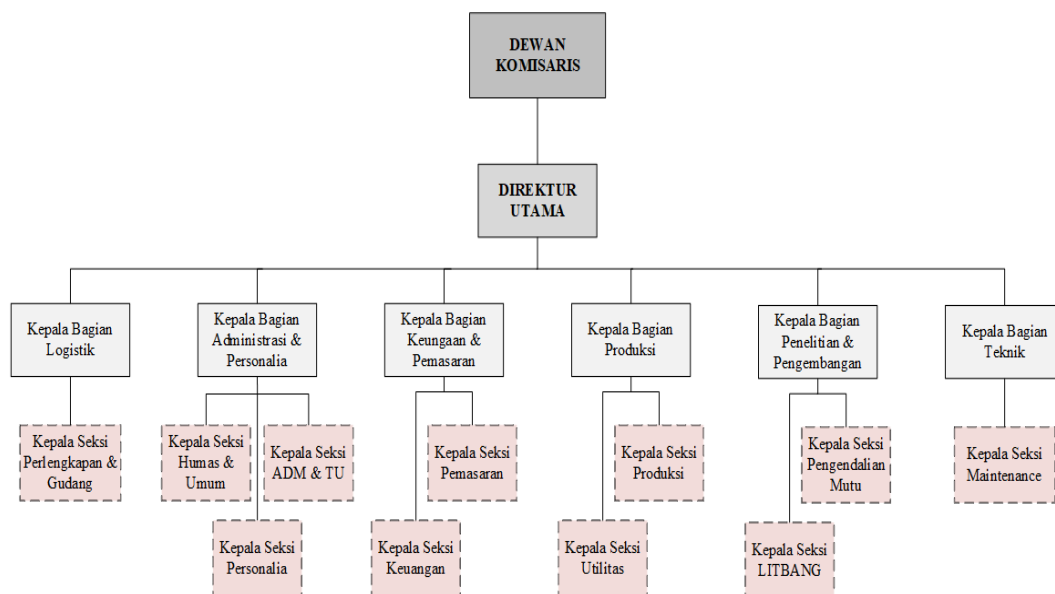 DEWAN
KOMISARIS
DIREKTUR
UTAMA
Kepala Bagian
Logistik
Kepala Bagian
Administrasi &
Personalia
Kepala Bagian
Keungaan &
Pemasaran
Kepala Bagian
Produksi
Kepala Bagian
Penelitian &
Pengembangan
Kepala Bagian
Teknik
Kepala Seksi
Perlengkapan &
Gudang
Kepala Seksi
Humas &
Umum
Kepala Seksi
ADM & TU
Kepala Seksi
Pemasaran
Kepala Seksi
Produksi
Kepala Seksi
Pengendalian
Mutu
Kepala Seksi
Maintenance
Kepala Seksi
Personalia
Kepala Seksi
Keuangan
Kepala Seksi
Utilitas
Kepala Seksi
LITBANG